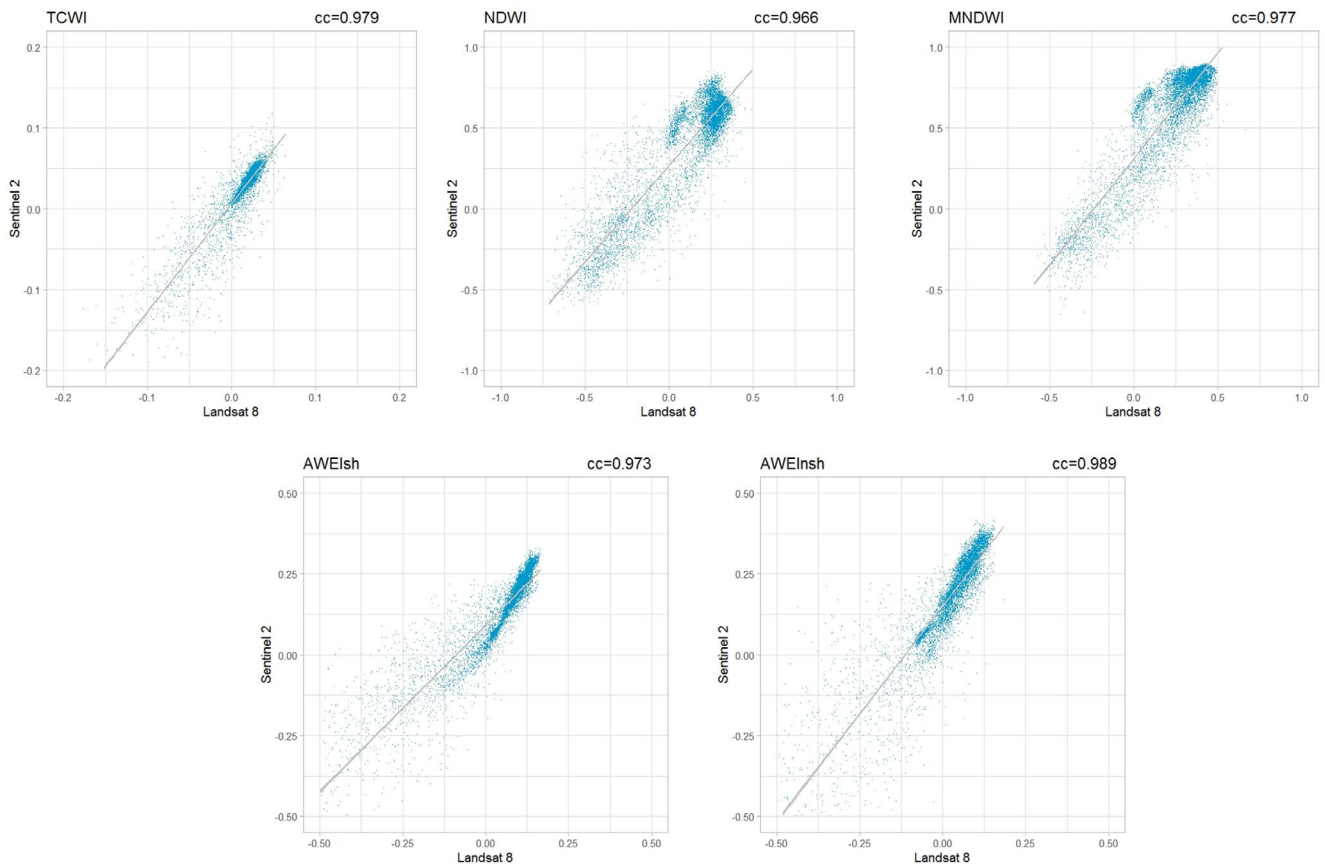 TCWI cc=0.979
0.2
0.1
0.0
-0.1
-0.2
Sentinel 2
-0.2 -0.1 0.0 0.1 0.2
Landsat 8
NDWI cc=0.966
1.0
0.5
0.0
-0.5
-1.0
Sentinel 2
-1.0 -0.5 0.0 0.5 1.0
Landsat 8
MNDWI cc=0.977
1.0
0.5
0.0
-0.5
-1.0
Sentinel 2
-1.0 -0.5 0.0 0.5 1.0
Landsat 8
AWEIsh cc=0.973
0.50
0.25
0.00
-0.25
-0.50
Sentinel 2
-0.50 -0.25 0.00 0.25 0.50
Landsat 8
AWEInsh cc=0.989
0.50
0.25
0.00
-0.25
-0.50
Sentinel 2
-0.50 -0.25 0.00 0.25 0.50
Landsat 8